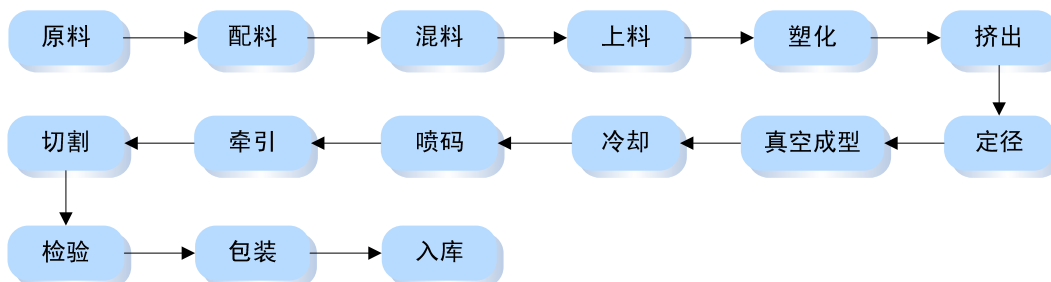 原料 配料 混料 上料 塑化 挤出
切割 牵引 喷码 冷却 真空成型 定径
检验 包装 入库